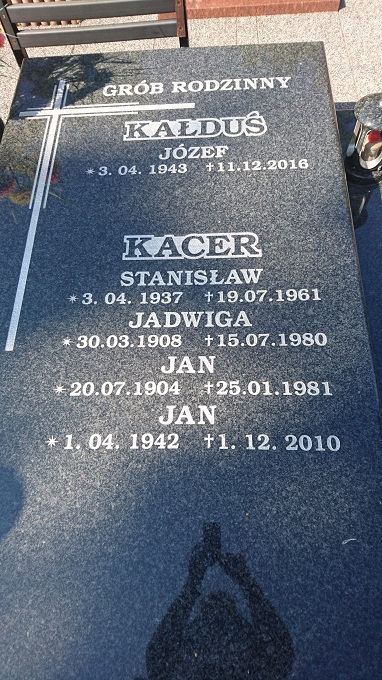 GRÓB RODZINNY
KAŁDUŚ
JÓZEF
* 3. 04. 1943 † 11.12.2016
KACER
STANISŁAW
* 3. 04. 1937 † 19.07.1961
JADWIGA
* 30.03.1908 † 15.07.1980
JAN
* 20.07.1904 † 25.01.1981
JAN
* 1. 04. 1942 † 1. 12. 2010